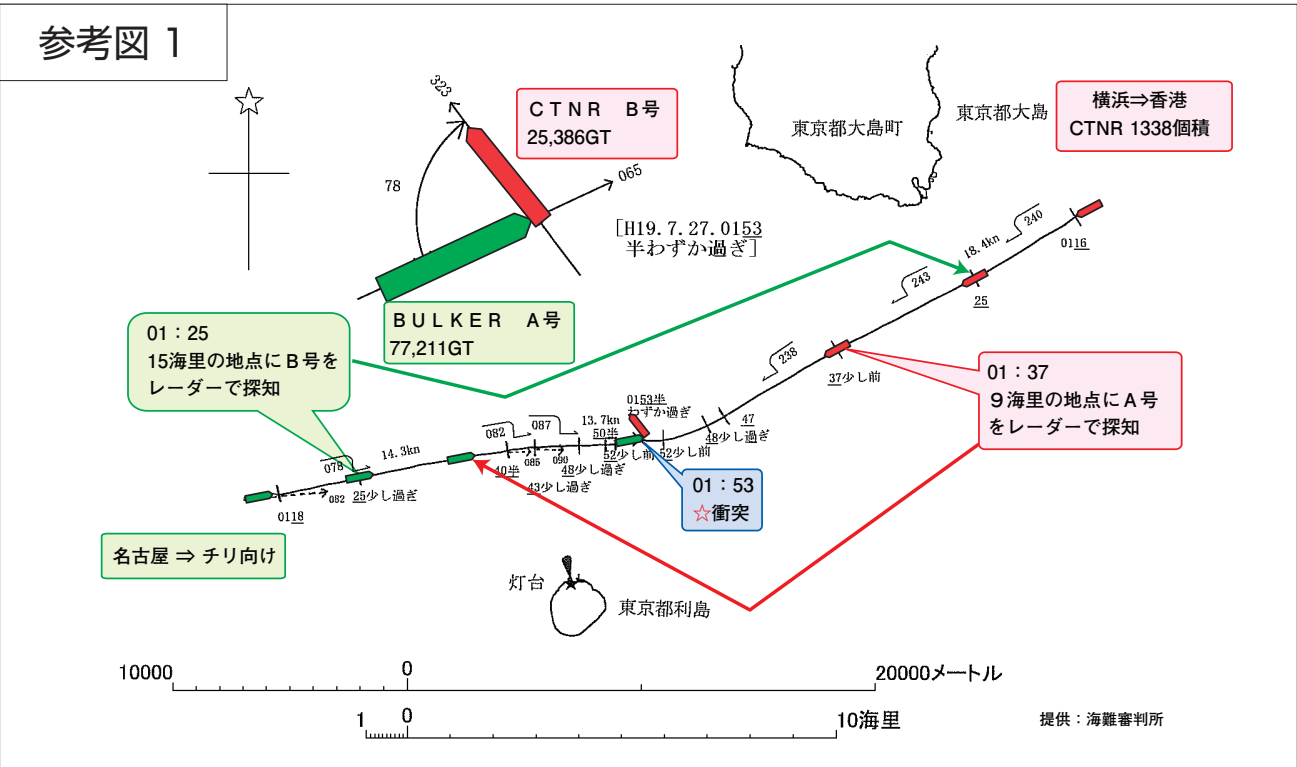 参考図 1
323
CTNR B号
25,386GT
78
065
[H19.7.27.0153
半わずか過ぎ]
BULKER A号
77,211GT
東京都大島町
東京都大島
横浜⇒香港
CTNR 1338個積
240
0116
18.4kn
25
243
37少し前
238
47
48少し過ぎ
01:37
9海里の地点にA号
をレーダーで探知
01:25
15海里の地点にB号を
レーダーで探知
0153半
わずか過ぎ
13.7kn
50半
52少し前
52少し前
087
082
085
090
48少し過ぎ
40半
43少し過ぎ
14.3kn
078
082
25少し過ぎ
0118
01:53
☆衝突
名古屋 ⇒ チリ向け
灯台
東京都利島
10000
0
20000メートル
1
0
10海里
提供:海難審判所